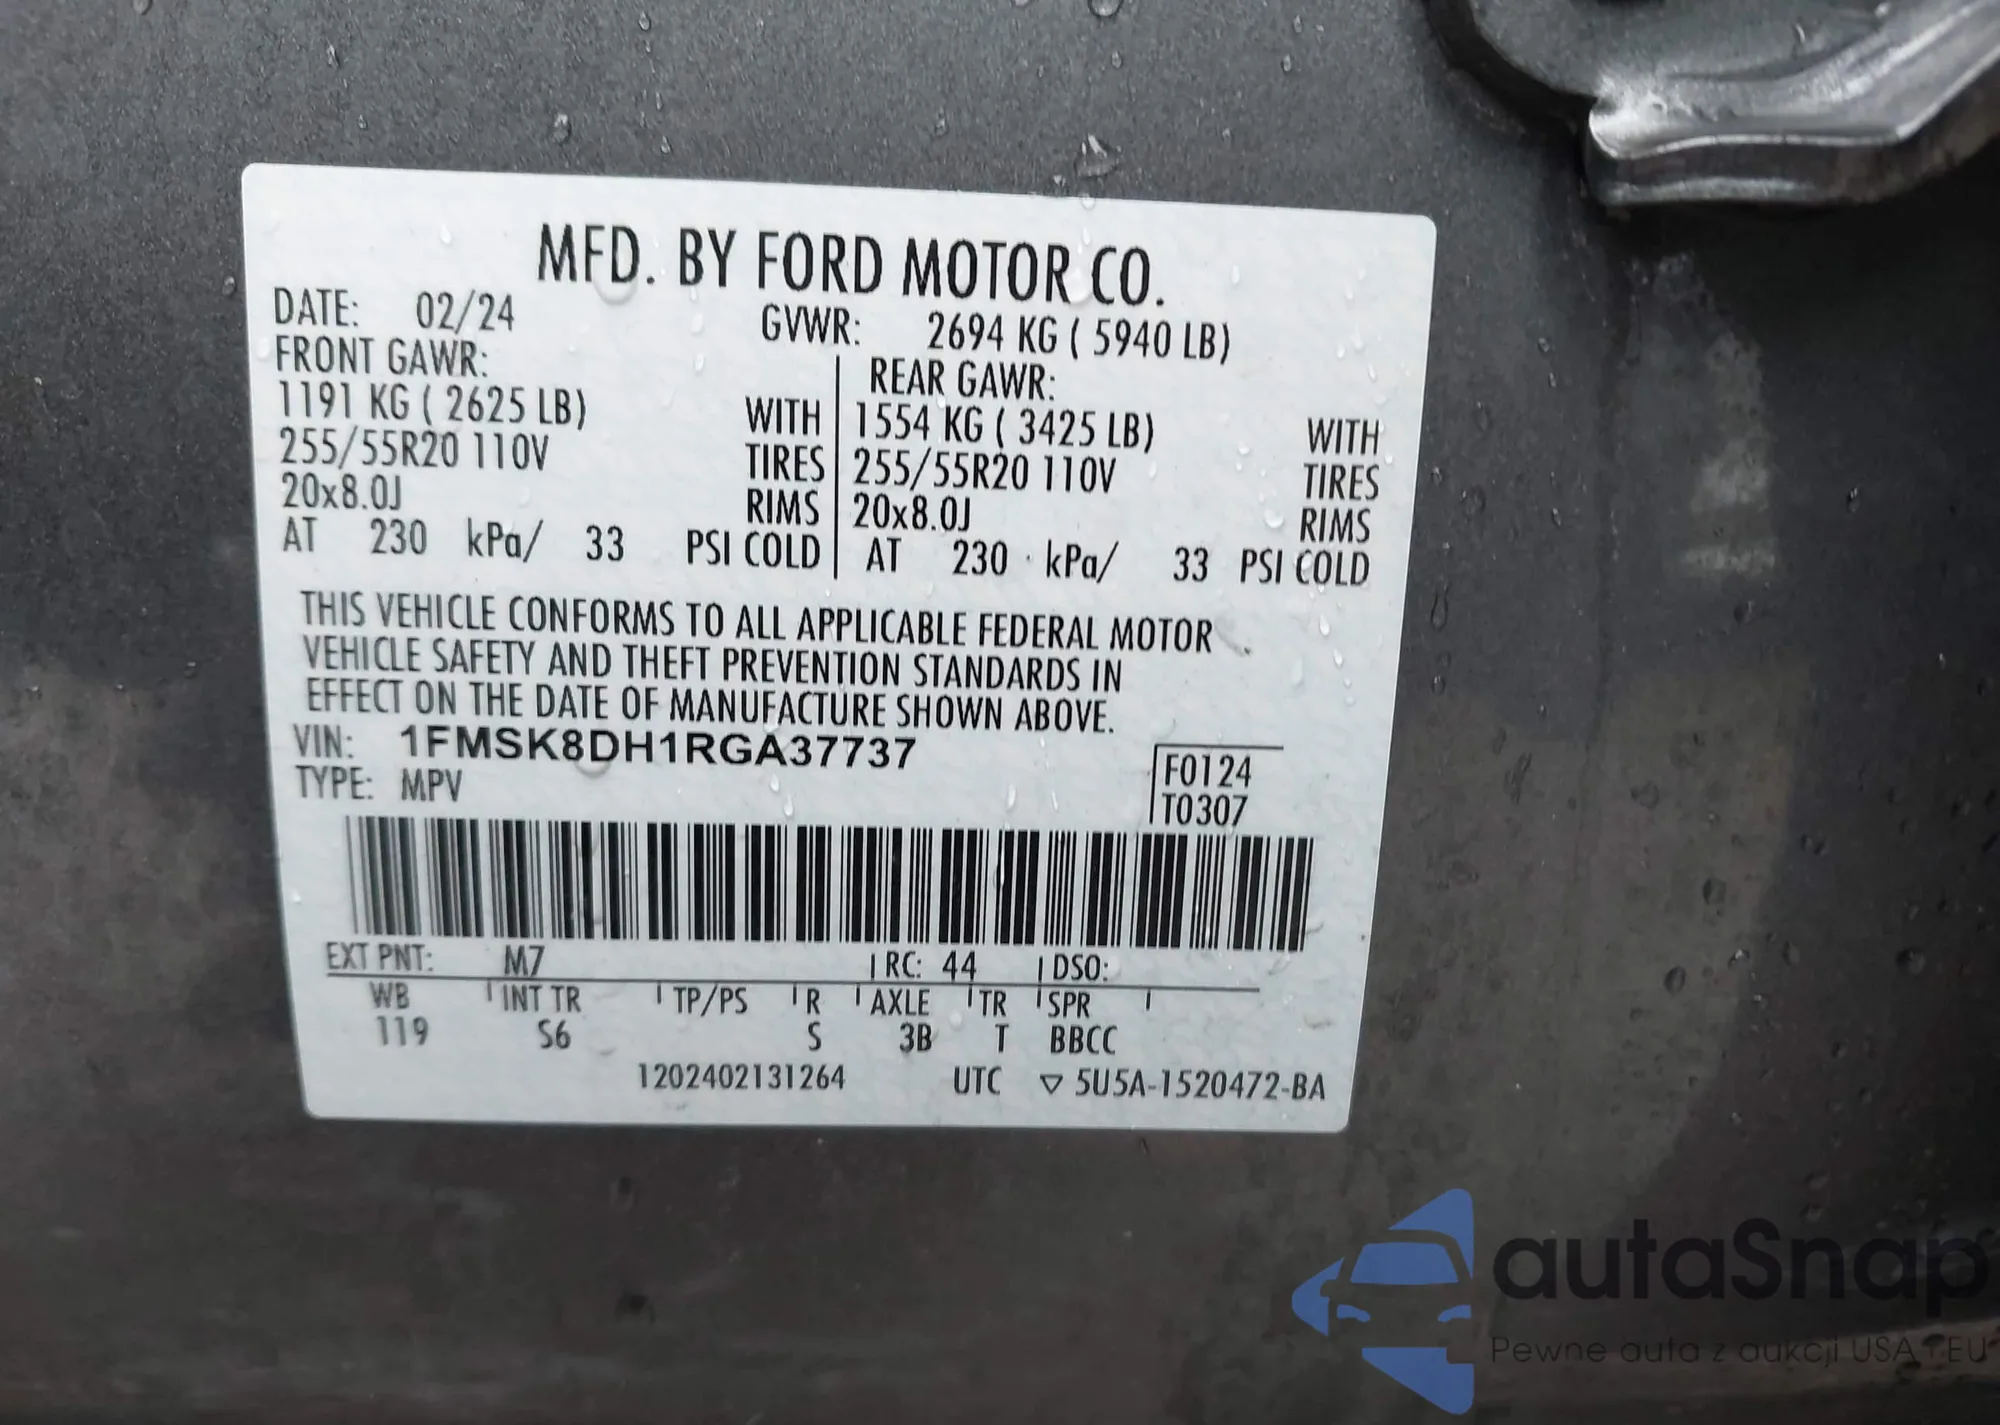 MFD. BY FORD MOTOR CO.
DATE: 02/24 GVWR: 2694 KG ( 5940 LB)
FRONT GAWR: REAR GAWR:
1191 KG ( 2625 LB) WITH 1554 KG ( 3425 LB) WITH
255/55R20 110V TIRES 255/55R20 110V TIRES
20x8.0J RIMS 20x8.0J RIMS
AT 230 kPa/ 33 PSI COLD AT 230 kPa/ 33 PSI COLD
THIS VEHICLE CONFORMS TO ALL APPLICABLE FEDERAL MOTOR
VEHICLE SAFETY AND THEFT PREVENTION STANDARDS IN
EFFECT ON THE DATE OF MANUFACTURE SHOWN ABOVE.
VIN: 1FMSK8DH1RGA37737
TYPE: MPV
F0124
T0307
EXT PNT: M7 RC: 44 DSO:
WB INT TR TP/PS R AXLE TR SPR
119 S6 S 3B T BBCC
1202402131264 UTC ▽ 5U5A-1520472-BA
autaSnap
Pewne auta z aukcji USA i EU